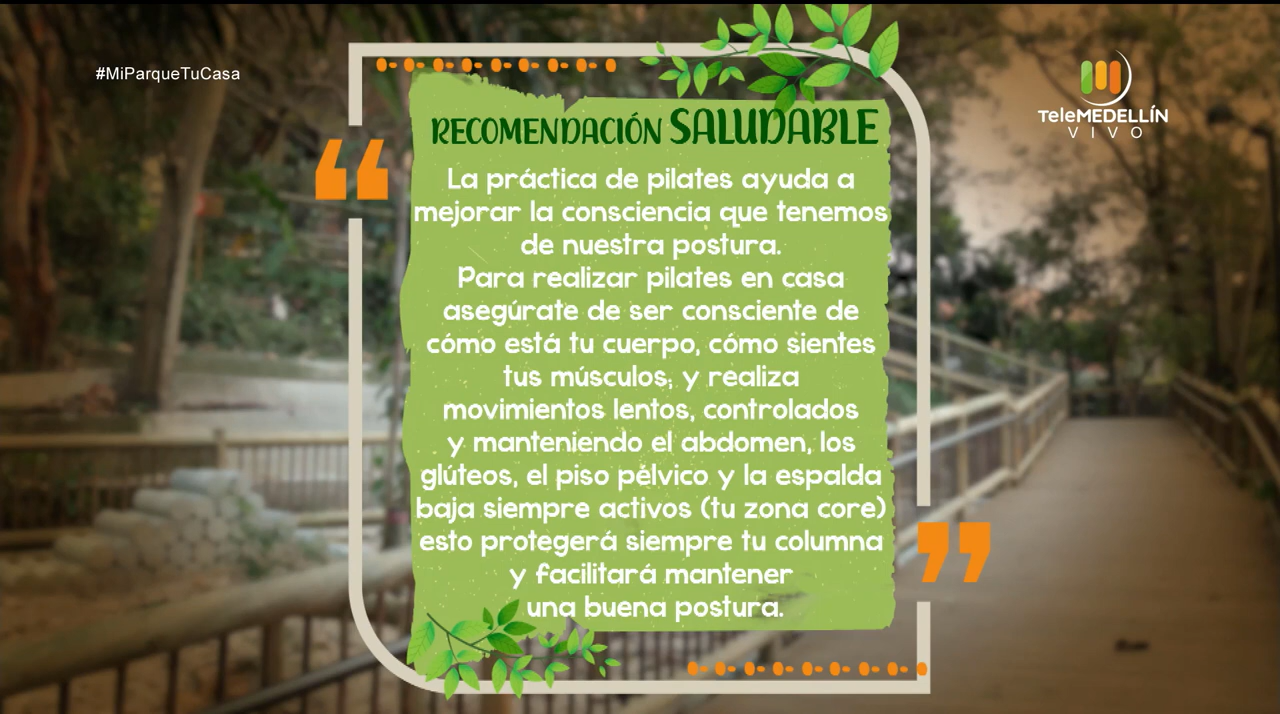 #MiParqueTuCasa
TeleMEDELLÍN
VIVO
RECOMENDACIÓN SALUDABLE
La práctica de pilates ayuda a
mejorar la consciencia que tenemos
de nuestra postura.
Para realizar pilates en casa
asegúrate de ser consciente de
cómo está tu cuerpo, cómo sientes
tus músculos, y realiza
movimientos lentos, controlados
y manteniendo el abdomen, los
glúteos, el piso pélvico y la espalda
baja siempre activos (tu zona core)
esto protegerá siempre tu columna
y facilitará mantener
una buena postura.